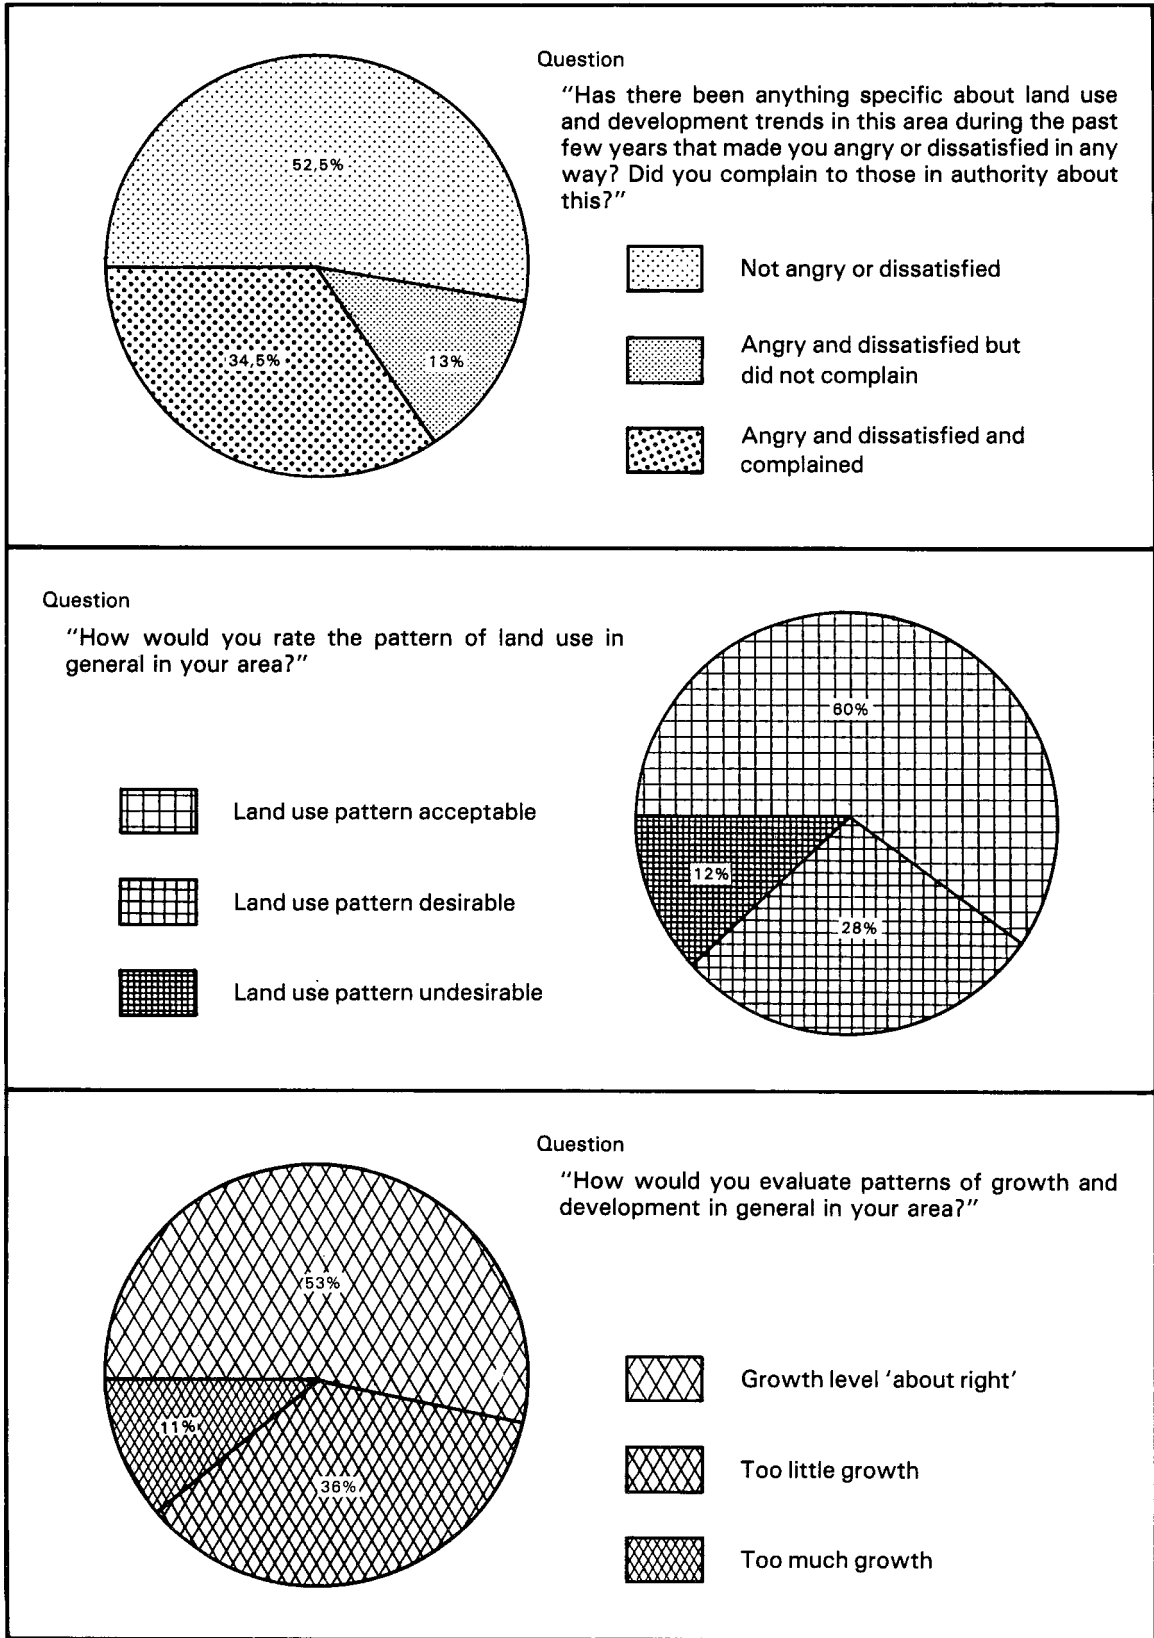 Question
"Has there been anything specific about land use
and development trends in this area during the past
few years that made you angry or dissatisfied in any
way? Did you complain to those in authority about
this?"
52,5%
34,5%
13%
Not angry or dissatisfied
Angry and dissatisfied but
did not complain
Angry and dissatisfied and
complained
Question
"How would you rate the pattern of land use in
general in your area?"
60%
12%
28%
Land use pattern acceptable
Land use pattern desirable
Land use pattern undesirable
Question
"How would you evaluate patterns of growth and
development in general in your area?"
53%
11%
36%
Growth level 'about right'
Too little growth
Too much growth